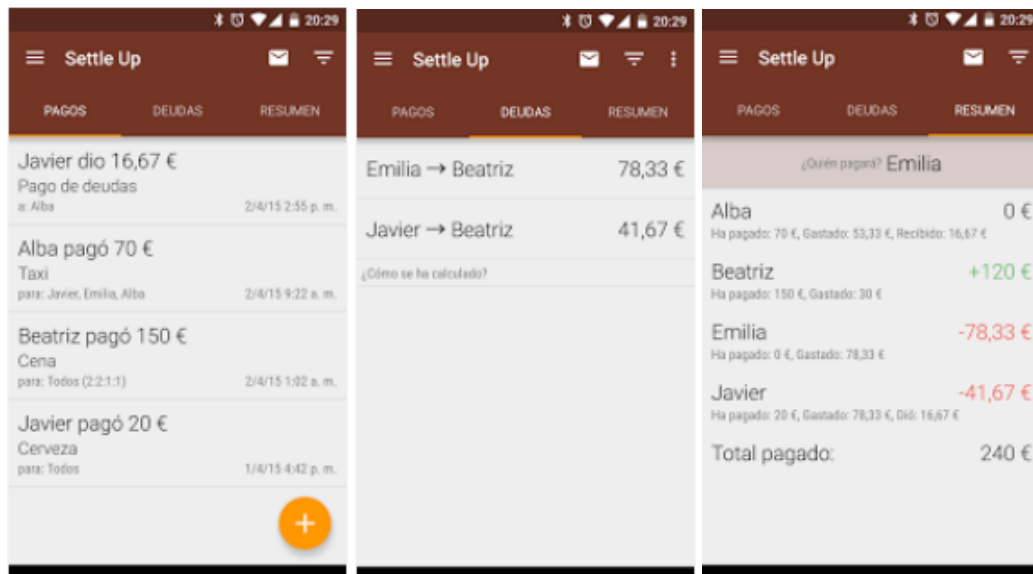 20:29
Settle Up
PAGOS DEUDAS RESUMEN
Javier dio 16,67 €
Pago de deudas
a: Alba 2/4/15 2:55 p. m.
Alba pagó 70 €
Taxi
para: Javier, Emilia, Alba 2/4/15 9:22 a. m.
Beatriz pagó 150 €
Cena
para: Todos (2:2:1:1) 2/4/15 1:02 a. m.
Javier pagó 20 €
Cerveza
para: Todos 1/4/15 4:42 p. m.
+
20:29
Settle Up
PAGOS DEUDAS RESUMEN
Emilia → Beatriz 78,33 €
Javier → Beatriz 41,67 €
¿Cómo se ha calculado?
20:29
Settle Up
PAGOS DEUDAS RESUMEN
¿Quién pagará? Emilia
Alba 0 €
Ha pagado: 70 €, Gastado: 53,33 €, Recibido: 16,67 €
Beatriz +120 €
Ha pagado: 150 €, Gastado: 30 €
Emilia -78,33 €
Ha pagado: 0 €, Gastado: 78,33 €
Javier -41,67 €
Ha pagado: 20 €, Gastado: 78,33 €, Dió: 16,67 €
Total pagado: 240 €